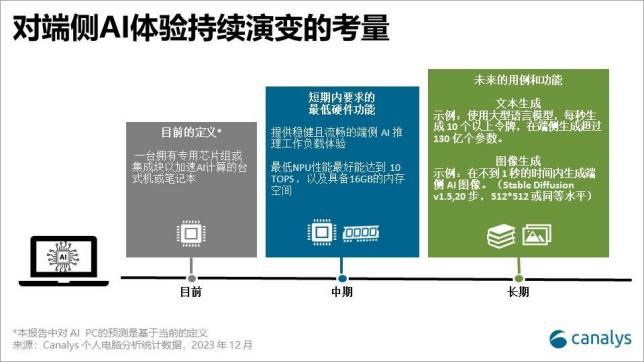 对端侧AI体验持续演变的考量
目前的定义*
一台拥有专用芯片组或
集成块以加速AI计算的台
式机或笔记本
短期内要求的
最低硬件功能
提供稳健且流畅的端侧 AI 推
理工作负载体验
最低NPU性能最好能达到 10
TOPS，以及具备16GB的内存
空间
未来的用例和功能
文本生成
示例：使用大型语言模型，每秒生
成 10 个以上令牌，在端侧生成超过
130 亿个参数。
图像生成
示例：在不到 1 秒的时间内生成端
侧 AI 图像。（Stable Diffusion
v1.5,20 步，512*512 或同等水平）
AI
目前
中期
长期
*本报告中对 AI PC的预测是基于当前的定义
来源：Canalys 个人电脑分析统计数据，2023 年 12 月
canalys